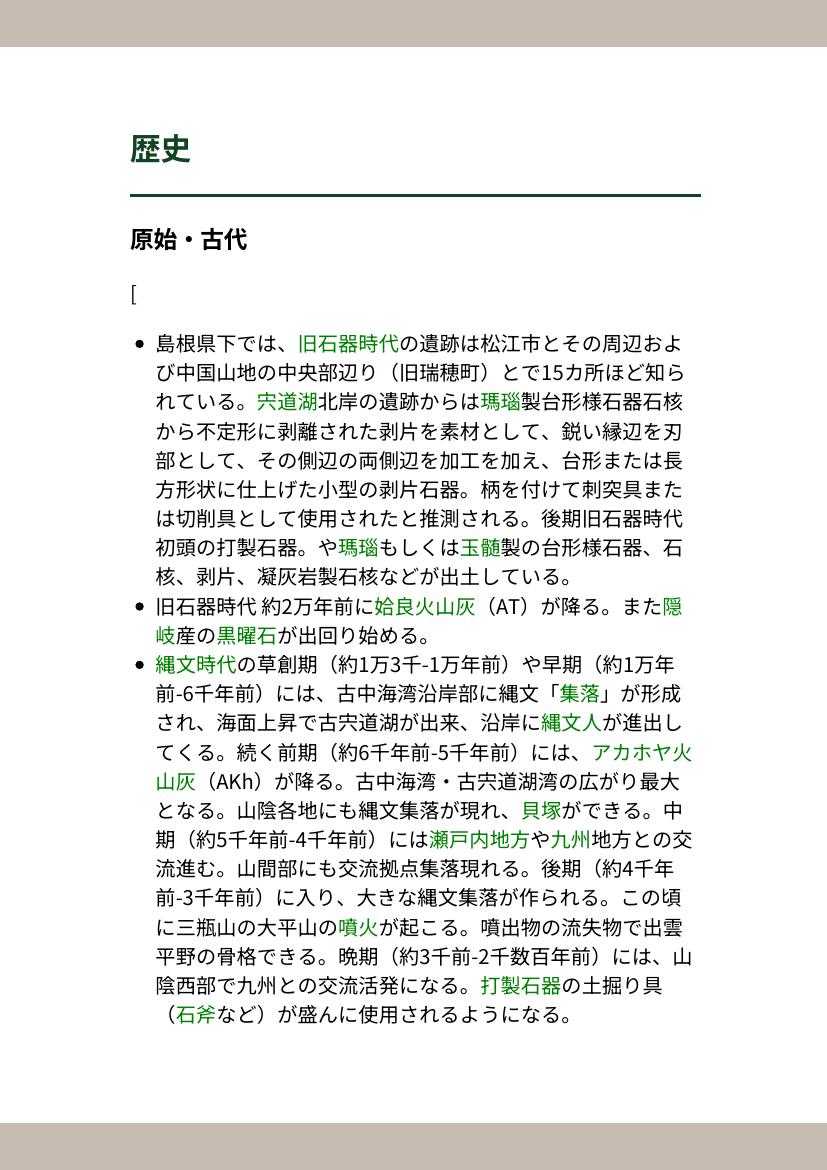 歴史
原始・古代
[
• 島根県下では、旧石器時代の遺跡は松江市とその周辺およ
び中国山地の中央部辺り（旧瑞穂町）とで15カ所ほど知ら
れている。宍道湖北岸の遺跡からは瑪瑙製台形様石器石核
から不定形に剥離された剥片を素材として、鋭い縁辺を刃
部として、その側辺の両側辺を加工を加え、台形または長
方形状に仕上げた小型の剥片石器。柄を付けて刺突具また
は切削具として使用されたと推測される。後期旧石器時代
初頭の打製石器。や瑪瑙もしくは玉髄製の台形様石器、石
核、剥片、凝灰岩製石核などが出土している。
• 旧石器時代 約2万年前に姶良火山灰（AT）が降る。また隠
岐産の黒曜石が出回り始める。
• 縄文時代の草創期（約1万3千-1万年前）や早期（約1万年
前-6千年前）には、古中海湾沿岸部に縄文「集落」が形成
され、海面上昇で古宍道湖が出来、沿岸に縄文人が進出し
てくる。続く前期（約6千年前-5千年前）には、アカホヤ火
山灰（AKh）が降る。古中海湾・古宍道湖湾の広がり最大
となる。山陰各地にも縄文集落が現れ、貝塚ができる。中
期（約5千年前-4千年前）には瀬戸内地方や九州地方との交
流進む。山間部にも交流拠点集落現れる。後期（約4千年
前-3千年前）に入り、大きな縄文集落が作られる。この頃
に三瓶山の大平山の噴火が起こる。噴出物の流失物で出雲
平野の骨格できる。晩期（約3千前-2千数百年前）には、山
陰西部で九州との交流活発になる。打製石器の土掘り具
（石斧など）が盛んに使用されるようになる。